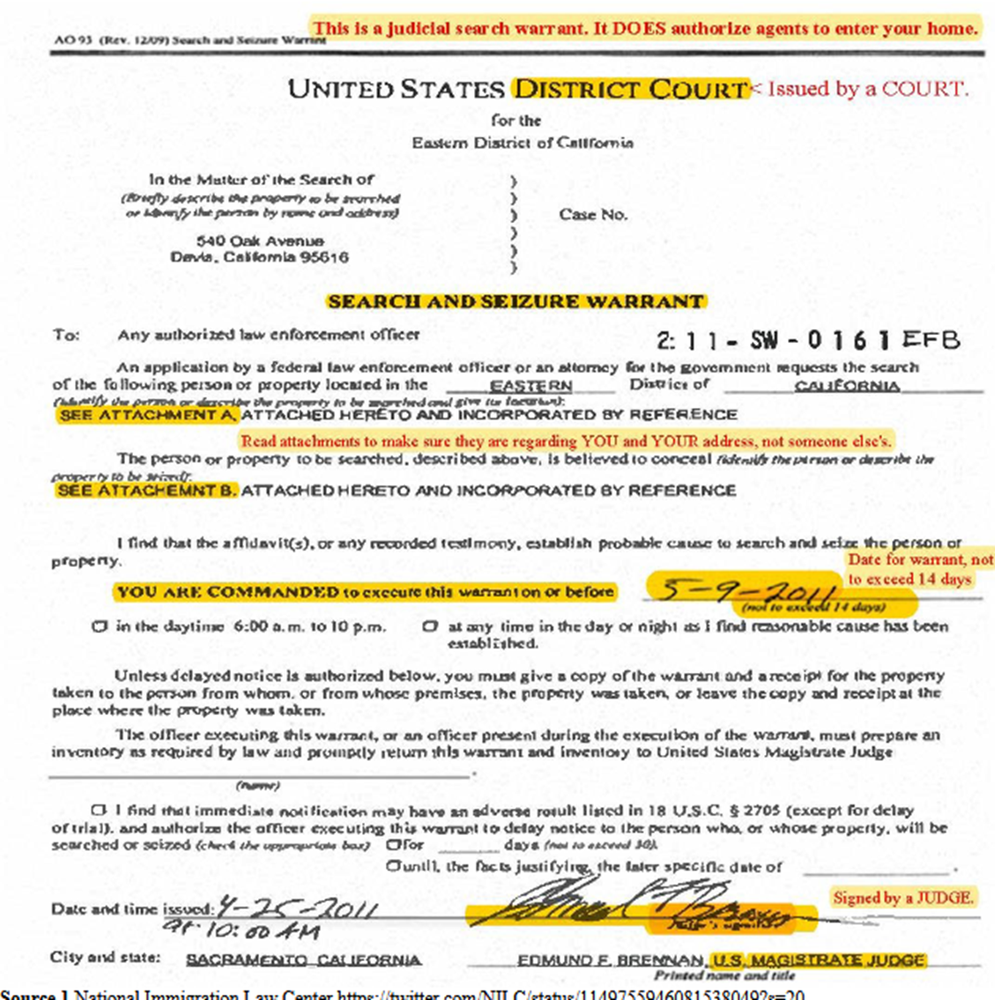 This is a judicial search warrant. It DOES authorize agents to enter your home.
AO 93 (Rev. 12/09) Search and Seizure Warrant
UNITED STATES DISTRICT COURT < Issued by a COURT.
for the
Eastern District of California
In the Matter of the Search of
(Briefly describe the property to be searched
or identify the person by name and address)
540 Oak Avenue
Davis, California 95616
)
)
)
)
)
)
Case No.
SEARCH AND SEIZURE WARRANT
To: Any authorized law enforcement officer
2: 11 - SW - 0161 EFB
An application by a federal law enforcement officer or an attorney for the government requests the search
of the following person or property located in the EASTERN District of CALIFORNIA
(identify the person or describe the property to be searched and give its location):
SEE ATTACHMENT A, ATTACHED HERETO AND INCORPORATED BY REFERENCE
Read attachments to make sure they are regarding YOU and YOUR address, not someone else's.
The person or property to be searched, described above, is believed to conceal (identify the person or describe the
property to be seized):
SEE ATTACHEMNT B. ATTACHED HERETO AND INCORPORATED BY REFERENCE
I find that the affidavit(s), or any recorded testimony, establish probable cause to search and seize the person or
property.
Date for warrant, not
to exceed 14 days
YOU ARE COMMANDED to execute this warrant on or before 5-9-2011
(not to exceed 14 days)
in the daytime 6:00 a.m. to 10 p.m. at any time in the day or night as I find reasonable cause has been
established.
Unless delayed notice is authorized below, you must give a copy of the warrant and a receipt for the property
taken to the person from whom, or from whose premises, the property was taken, or leave the copy and receipt at the
place where the property was taken.
The officer executing this warrant, or an officer present during the execution of the warrant, must prepare an
inventory as required by law and promptly return this warrant and inventory to United States Magistrate Judge
.
(name)
I find that immediate notification may have an adverse result listed in 18 U.S.C. § 2705 (except for delay
of trial), and authorize the officer executing this warrant to delay notice to the person who, or whose property, will be
searched or seized (check the appropriate box) for days (not to exceed 30).
until, the facts justifying, the later specific date of .
Date and time issued: 4-25-2011
at 10:00 AM
Judge's signature
Signed by a JUDGE.
City and state: SACRAMENTO, CALIFORNIA
EDMUND F. BRENNAN, U.S. MAGISTRATE JUDGE
Printed name and title
Source 1 National Immigration Law Center https://twitter.com/NILC/status/1149755946081538049?s=20